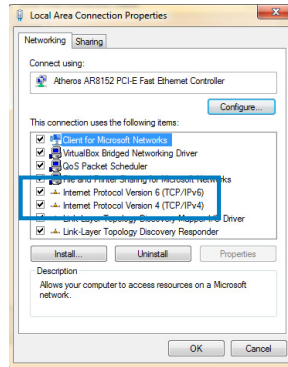 Local Area Connection Properties
Networking
Sharing
Connect using:
Atheros AR8152 PCI-E Fast Ethernet Controller
Configure...
This connection uses the following items:
Client for Microsoft Networks
VirtualBox Bridged Networking Driver
QoS Packet Scheduler
File and Printer Sharing for Microsoft Networks
Internet Protocol Version 6 (TCP/IPv6)
Internet Protocol Version 4 (TCP/IPv4)
Link-Layer Topology Discovery Mapper I/O Driver
Link-Layer Topology Discovery Responder
Install...
Uninstall
Properties
Description
Allows your computer to access resources on a Microsoft
network.
OK
Cancel